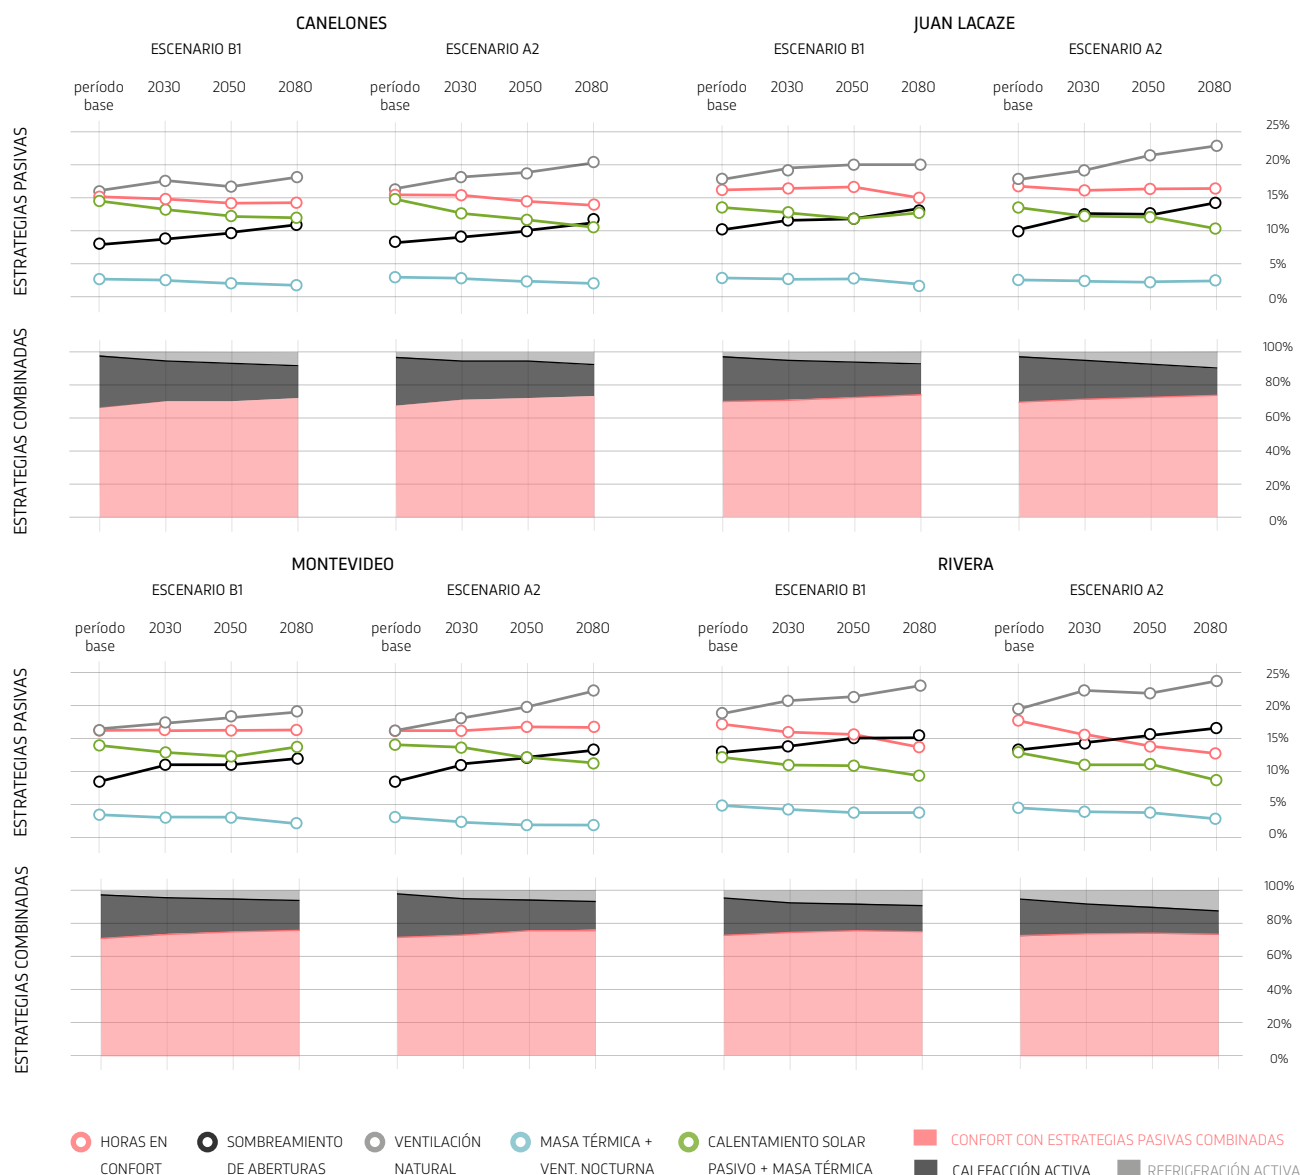 CANELONES
JUAN LACAZE
ESCENARIO B1
ESCENARIO A2
ESCENARIO B1
ESCENARIO A2
período 2030 2050 2080
base
período 2030 2050 2080
base
período 2030 2050 2080
base
período 2030 2050 2080
base
ESTRATEGIAS PASIVAS
25%
20%
15%
10%
5%
0%
ESTRATEGIAS COMBINADAS
100%
80%
60%
40%
20%
0%
MONTEVIDEO
RIVERA
ESCENARIO B1
ESCENARIO A2
ESCENARIO B1
ESCENARIO A2
período 2030 2050 2080
base
período 2030 2050 2080
base
período 2030 2050 2080
base
período 2030 2050 2080
base
ESTRATEGIAS PASIVAS
25%
20%
15%
10%
5%
0%
ESTRATEGIAS COMBINADAS
100%
80%
60%
40%
20%
0%
HORAS EN
CONFORT
SOMBREAMIENTO
DE ABERTURAS
VENTILACIÓN
NATURAL
MASA TÉRMICA +
VENT. NOCTURNA
CALENTAMIENTO SOLAR
PASIVO + MASA TÉRMICA
CONFORT CON ESTRATEGIAS PASIVAS COMBINADAS
CALEFACCIÓN ACTIVA
REFRIGERACIÓN ACTIVA